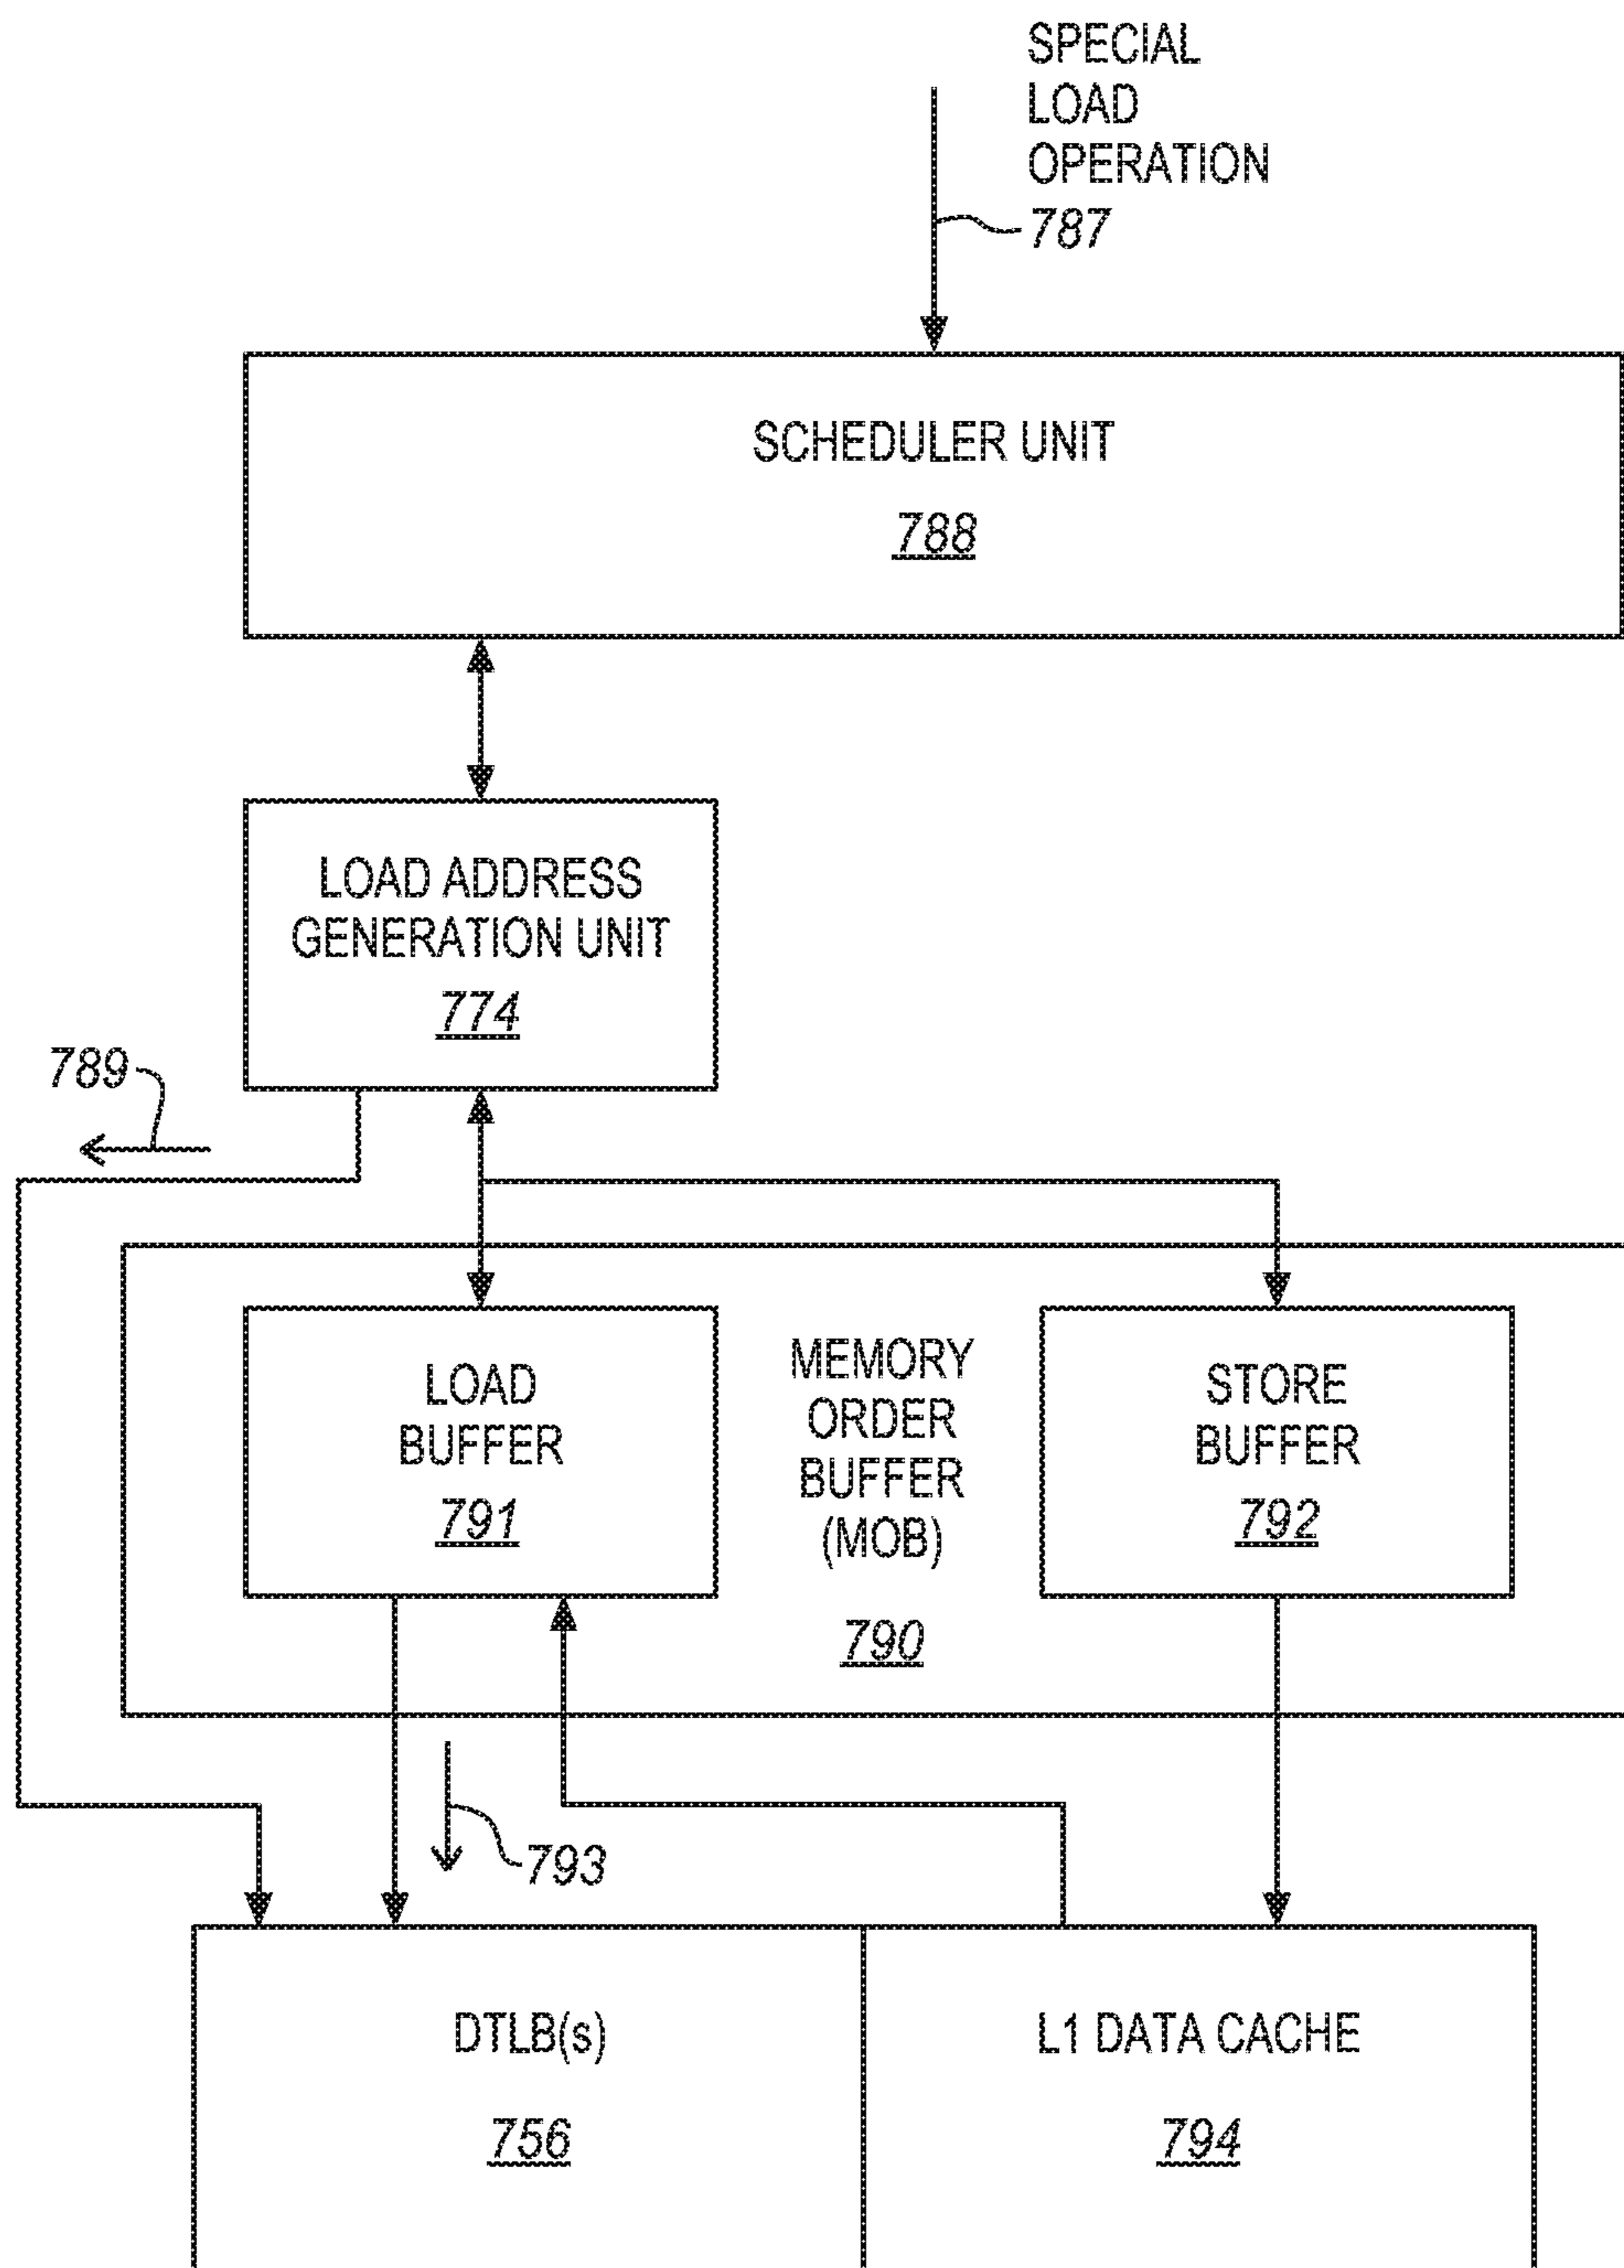 SPECIAL
LOAD
OPERATION
787
SCHEDULER UNIT
788
LOAD ADDRESS
GENERATION UNIT
774
789
LOAD
BUFFER
791
MEMORY
ORDER
BUFFER
(MOB)
790
STORE
BUFFER
792
793
DTLB(s)
756
L1 DATA CACHE
794